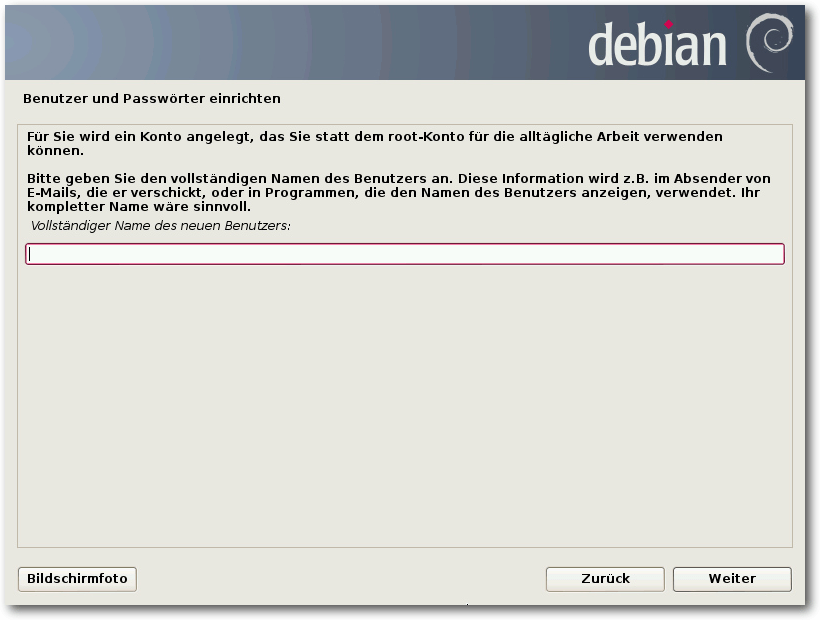 debian
Benutzer und Passwörter einrichten
Für Sie wird ein Konto angelegt, das Sie statt dem root-Konto für die alltägliche Arbeit verwenden
können.
Bitte geben Sie den vollständigen Namen des Benutzers an. Diese Information wird z.B. im Absender von
E-Mails, die er verschickt, oder in Programmen, die den Namen des Benutzers anzeigen, verwendet. Ihr
kompletter Name wäre sinnvoll.
Vollständiger Name des neuen Benutzers:
Bildschirmfoto
Zurück
Weiter